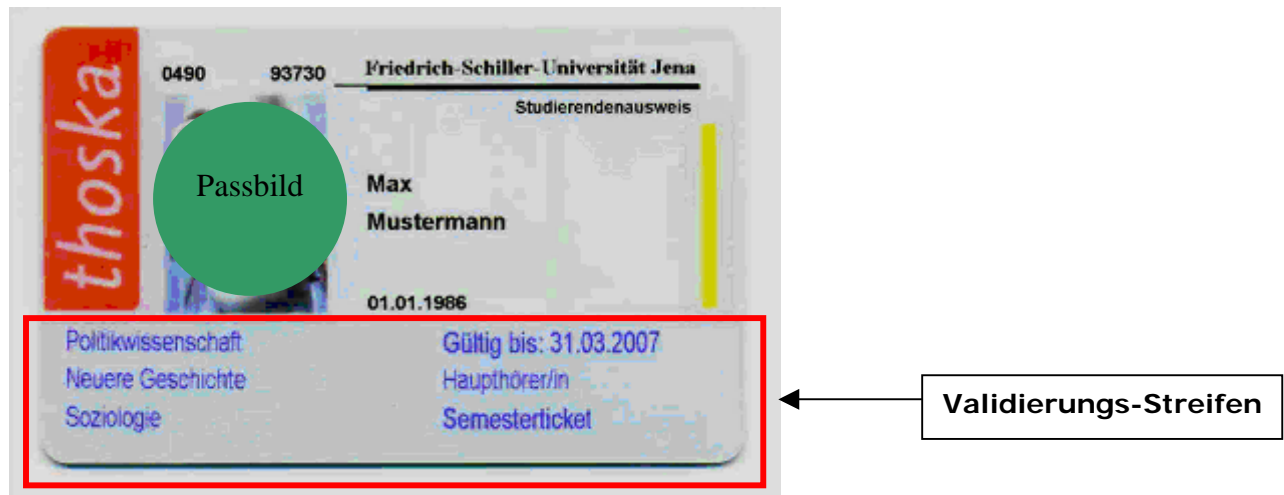 thoska
0490 93730
Friedrich-Schiller-Universität Jena
Studierendenausweis
Passbild
Max
Mustermann
01.01.1986
Politikwissenschaft
Gültig bis: 31.03.2007
Neuere Geschichte
Haupthörer/in
Soziologie
Semesterticket
Validierungs-Streifen